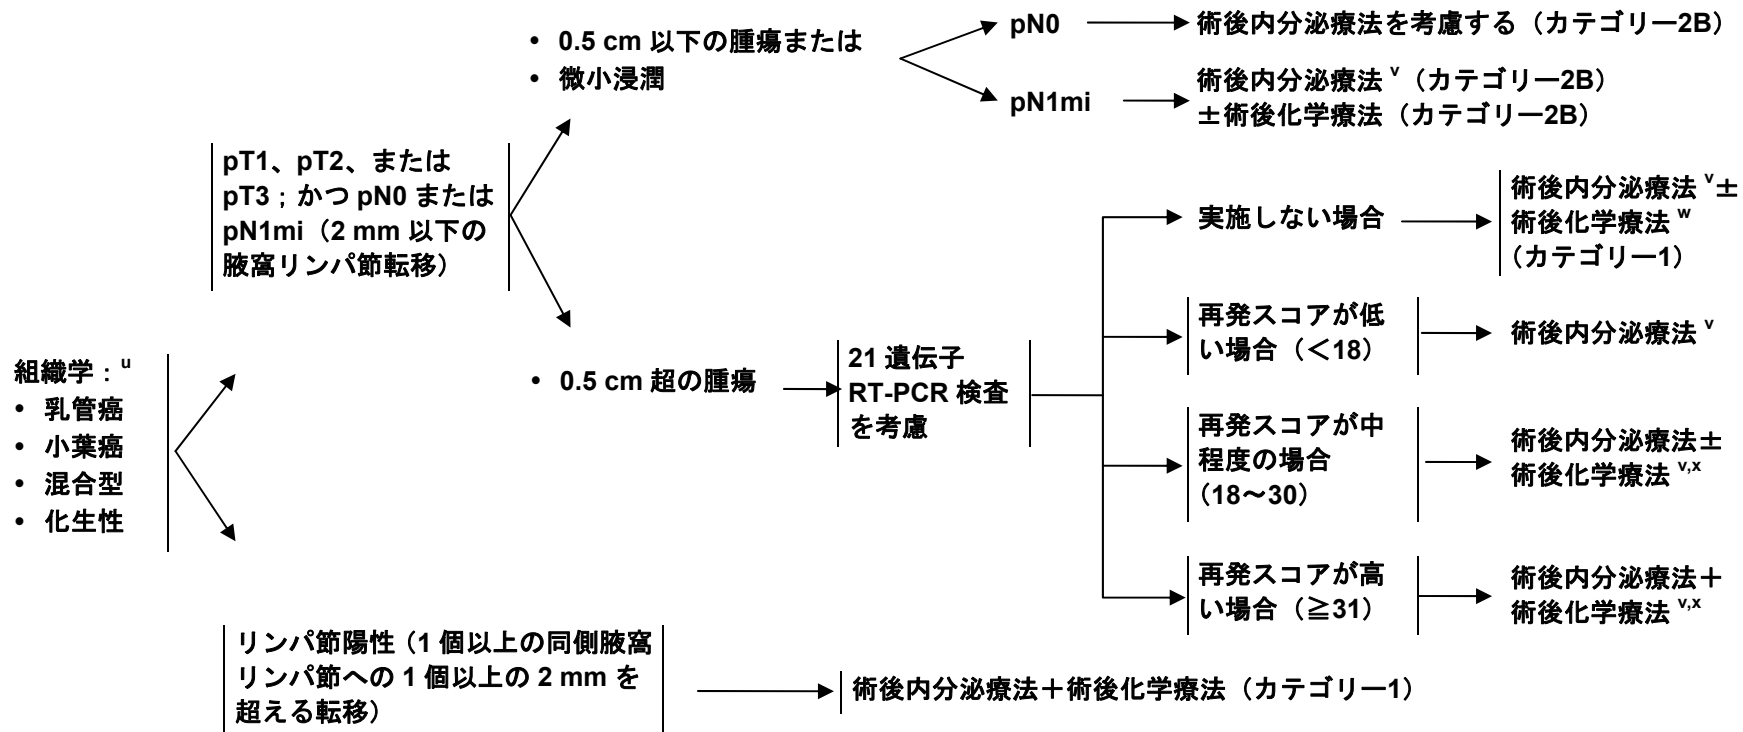 組織学：u
• 乳管癌
• 小葉癌
• 混合型
• 化生性
pT1、pT2、または
pT3；かつ pN0 または
pN1mi（2 mm 以下の
腋窩リンパ節転移）
• 0.5 cm 以下の腫瘍または
• 微小浸潤
pN0
術後内分泌療法を考慮する（カテゴリー2B）
pN1mi
術後内分泌療法 v（カテゴリー2B）
±術後化学療法（カテゴリー2B）
• 0.5 cm 超の腫瘍
21 遺伝子
RT-PCR 検査
を考慮
実施しない場合
術後内分泌療法 v±
術後化学療法 w
（カテゴリー1）
再発スコアが低
い場合（＜18）
術後内分泌療法 v
再発スコアが中
程度の場合
（18～30）
術後内分泌療法±
術後化学療法 v,x
再発スコアが高
い場合（≧31）
術後内分泌療法＋
術後化学療法 v,x
リンパ節陽性（1 個以上の同側腋窩
リンパ節への 1 個以上の 2 mm を
超える転移）
術後内分泌療法＋術後化学療法（カテゴリー1）